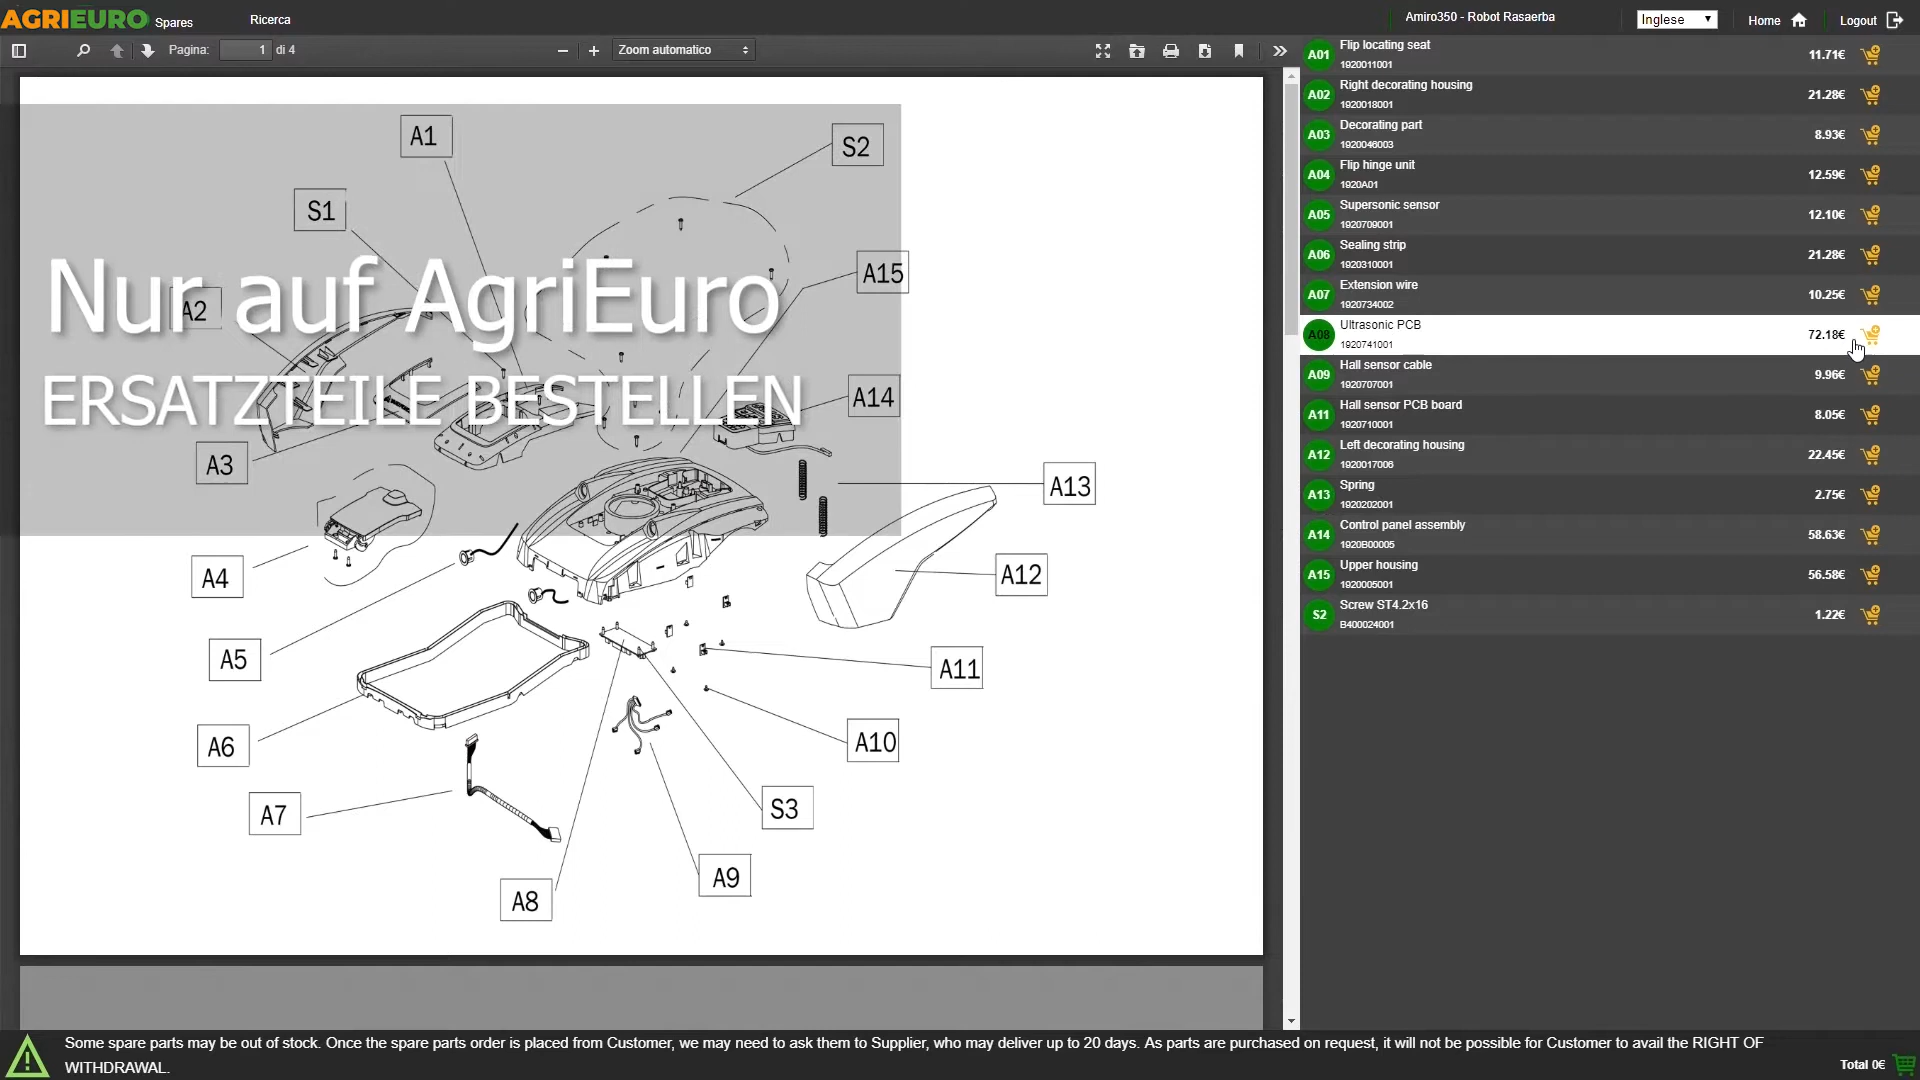 AGRIEURO Spares
Ricerca
Amiro350 - Robot Rasaerba
Inglese
Home
Logout
Pagina: 1 di 4
Zoom automatico
A1
S2
S1
A15
A2
Nur auf AgriEuro
ERSATZTEILE BESTELLEN
A14
A3
A13
A4
A12
A5
A11
A6
A10
A7
S3
A9
A8
A01 Flip locating seat 11.71€
1920011001
A02 Right decorating housing 21.28€
1920018001
A03 Decorating part 8.93€
1920046003
A04 Flip hinge unit 12.59€
1920A01
A05 Supersonic sensor 12.10€
1920709001
A06 Sealing strip 21.28€
1920310001
A07 Extension wire 10.25€
1920734002
A08 Ultrasonic PCB 72.18€
1920741001
A09 Hall sensor cable 9.96€
1920707001
A11 Hall sensor PCB board 8.05€
1920710001
A12 Left decorating housing 22.45€
1920017006
A13 Spring 2.75€
1920202001
A14 Control panel assembly 58.63€
1920B00005
A15 Upper housing 56.58€
1920005001
S2 Screw ST4.2x16 1.22€
B400024001
Some spare parts may be out of stock. Once the spare parts order is placed from Customer, we may need to ask them to Supplier, who may deliver up to 20 days. As parts are purchased on request, it will not be possible for Customer to avail the RIGHT OF
WITHDRAWAL.
Total 0€